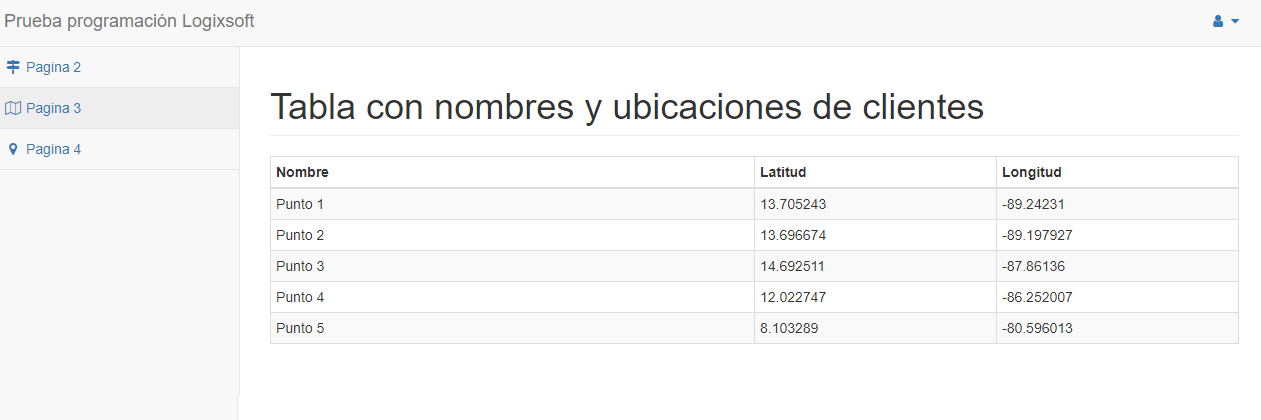 Prueba programación Logixsoft
Pagina 2
Pagina 3
Pagina 4
Tabla con nombres y ubicaciones de clientes
Nombre Latitud Longitud
Punto 1 13.705243 -89.24231
Punto 2 13.696674 -89.197927
Punto 3 14.692511 -87.86136
Punto 4 12.022747 -86.252007
Punto 5 8.103289 -80.596013